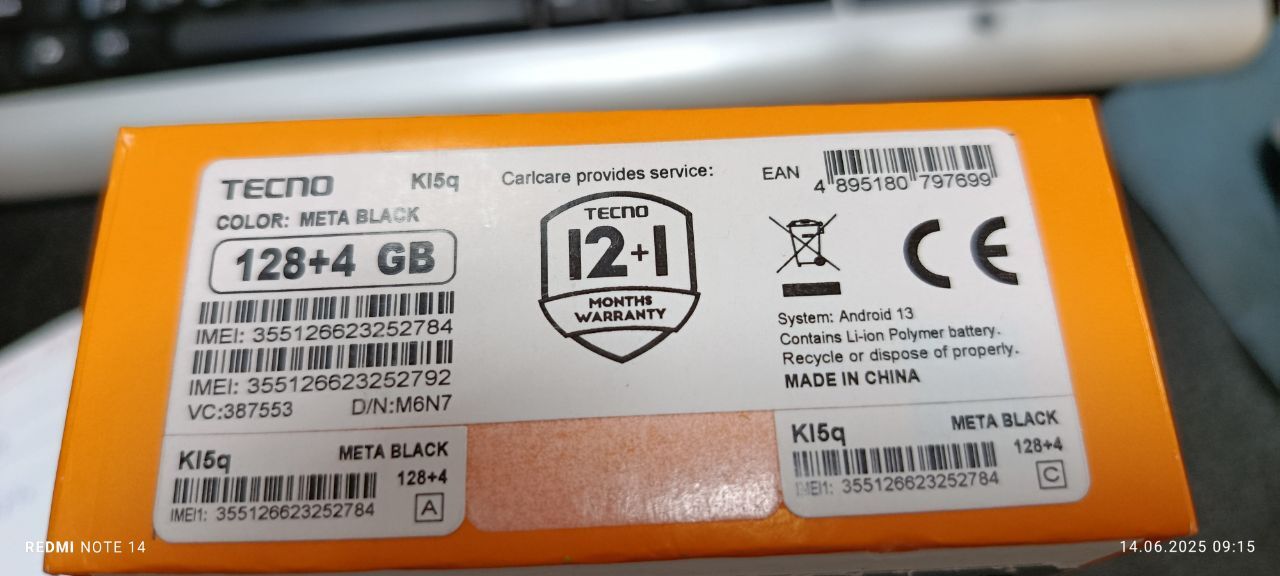 TECNO KI5q
COLOR: META BLACK
128+4 GB
IMEI: 355126623252784
IMEI: 355126623252792
VC:387553 D/N:M6N7
Carlcare provides service:
TECNO
12+1
MONTHS
WARRANTY
EAN
4 895180 797699
CE
System: Android 13
Contains Li-ion Polymer battery.
Recycle or dispose of properly.
MADE IN CHINA
KI5q META BLACK
128+4
IMEI1: 355126623252784 A
KI5q META BLACK
128+4
IMEI1: 355126623252784 C
REDMI NOTE 14
14.06.2025 09:15